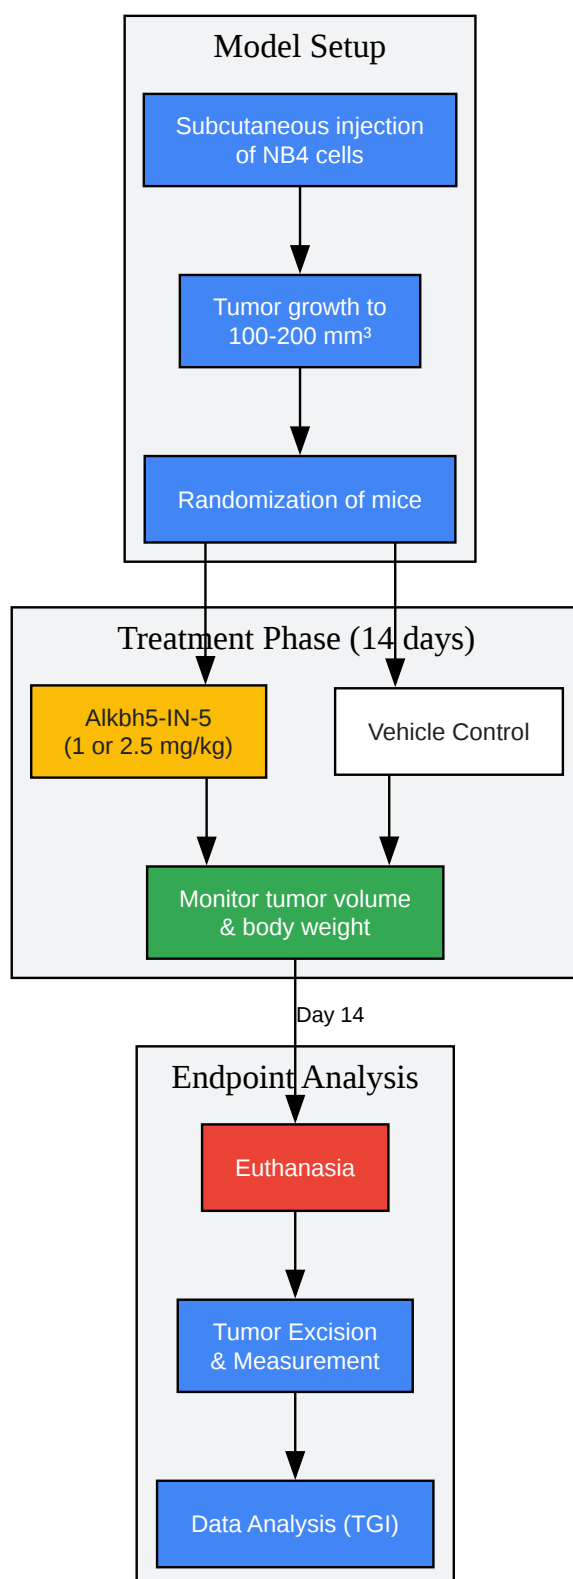 Model Setup
Subcutaneous injection
of NB4 cells
Tumor growth to
100-200 mm³
Randomization of mice
Treatment Phase (14 days)
Alkbh5-IN-5
(1 or 2.5 mg/kg)
Vehicle Control
Monitor tumor volume
& body weight
Day 14
Endpoint Analysis
Euthanasia
Tumor Excision
& Measurement
Data Analysis (TGI)